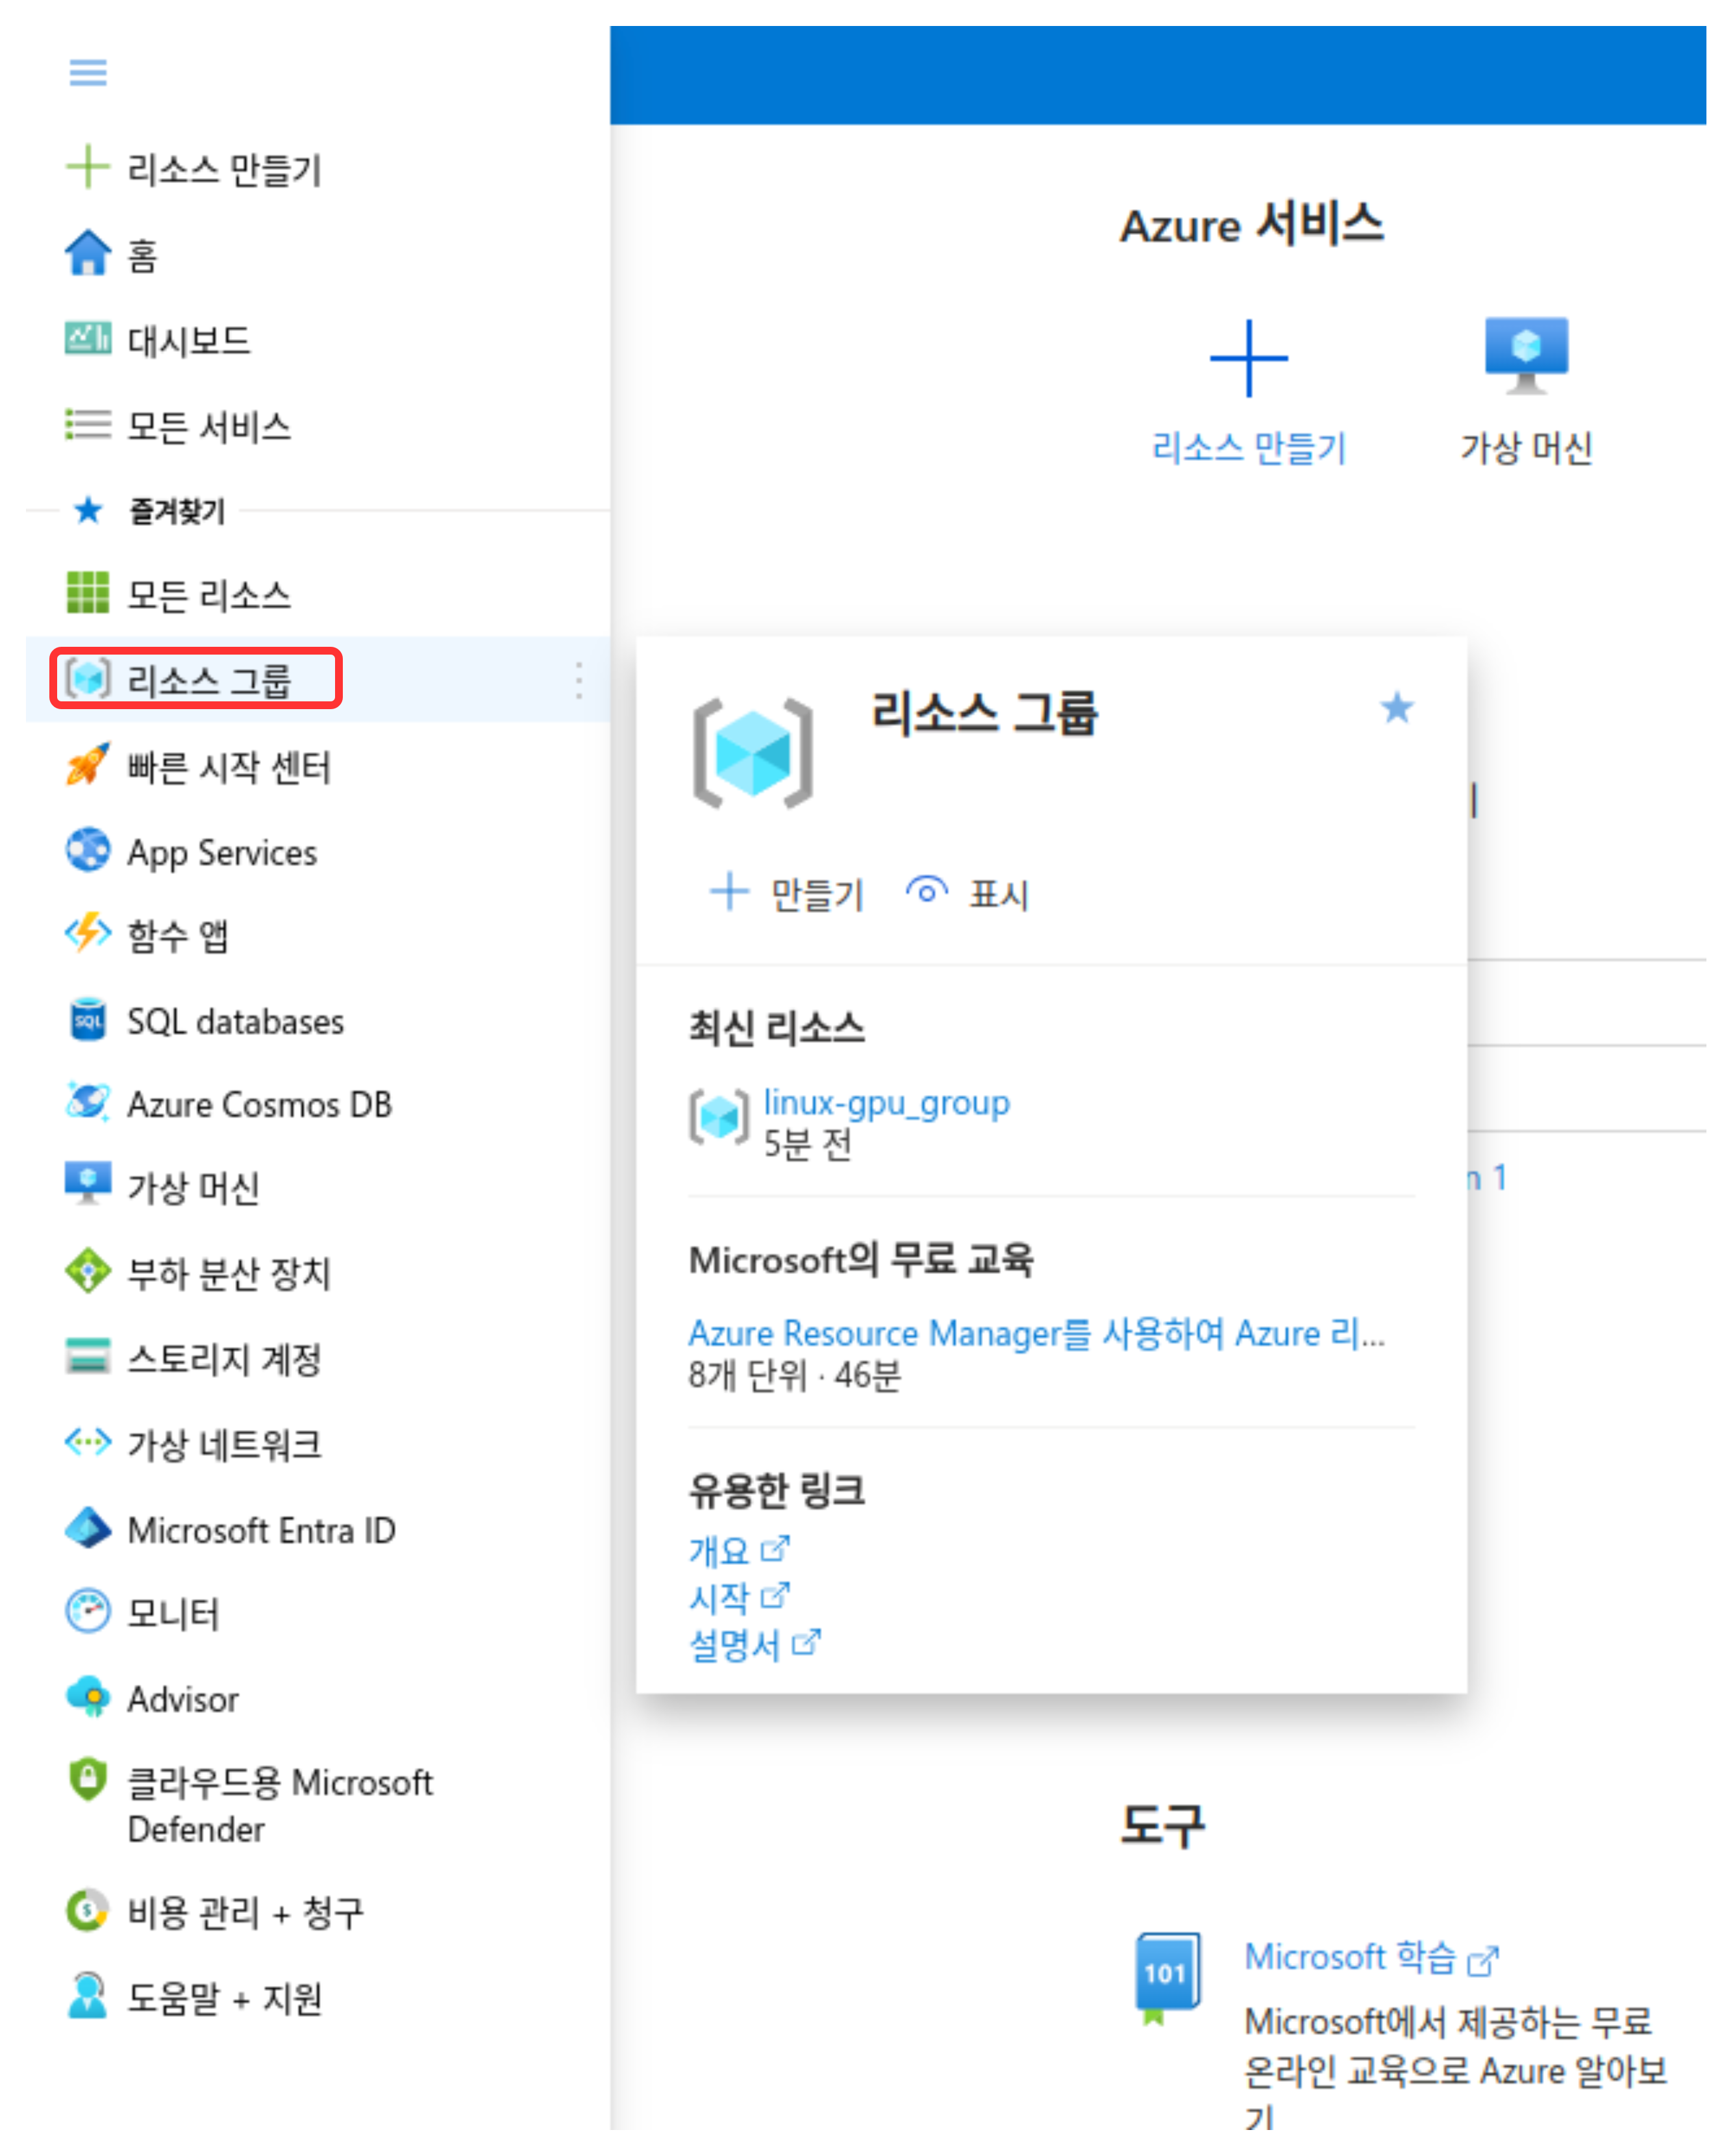 리소스 만들기
홈
대시보드
모든 서비스
즐겨찾기
모든 리소스
리소스 그룹
빠른 시작 센터
App Services
함수 앱
SQL databases
Azure Cosmos DB
가상 머신
부하 분산 장치
스토리지 계정
가상 네트워크
Microsoft Entra ID
모니터
Advisor
클라우드용 Microsoft
Defender
비용 관리 + 청구
도움말 + 지원
Azure 서비스
리소스 만들기
가상 머신
리소스 그룹
만들기
표시
최신 리소스
linux-gpu_group
5분 전
Microsoft의 무료 교육
Azure Resource Manager를 사용하여 Azure 리...
8개 단위 · 46분
유용한 링크
개요
시작
설명서
1
도구
101
Microsoft 학습
Microsoft에서 제공하는 무료
온라인 교육으로 Azure 알아보
기